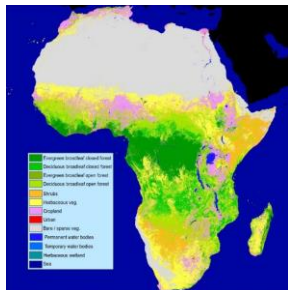 Evergreen broadleaf closed forest
Deciduous broadleaf closed forest
Evergreen broadleaf open forest
Deciduous broadleaf open forest
Shrubs
Herbaceous veg.
Cropland
Urban
Bare / sparse veg.
Permanent water bodies
Temporary water bodies
Herbaceous wetland
Sea